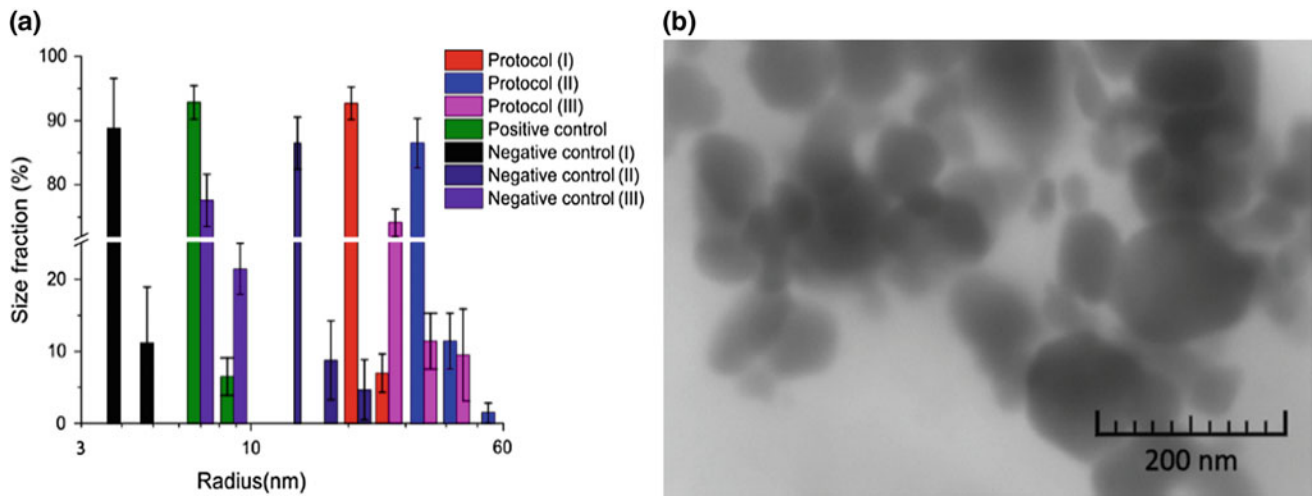 (a)
100
90
80
20
10
0
Size fraction (%)
3
10
60
Radius(nm)
Protocol (I)
Protocol (II)
Protocol (III)
Positive control
Negative control (I)
Negative control (II)
Negative control (III)
(b)
200 nm